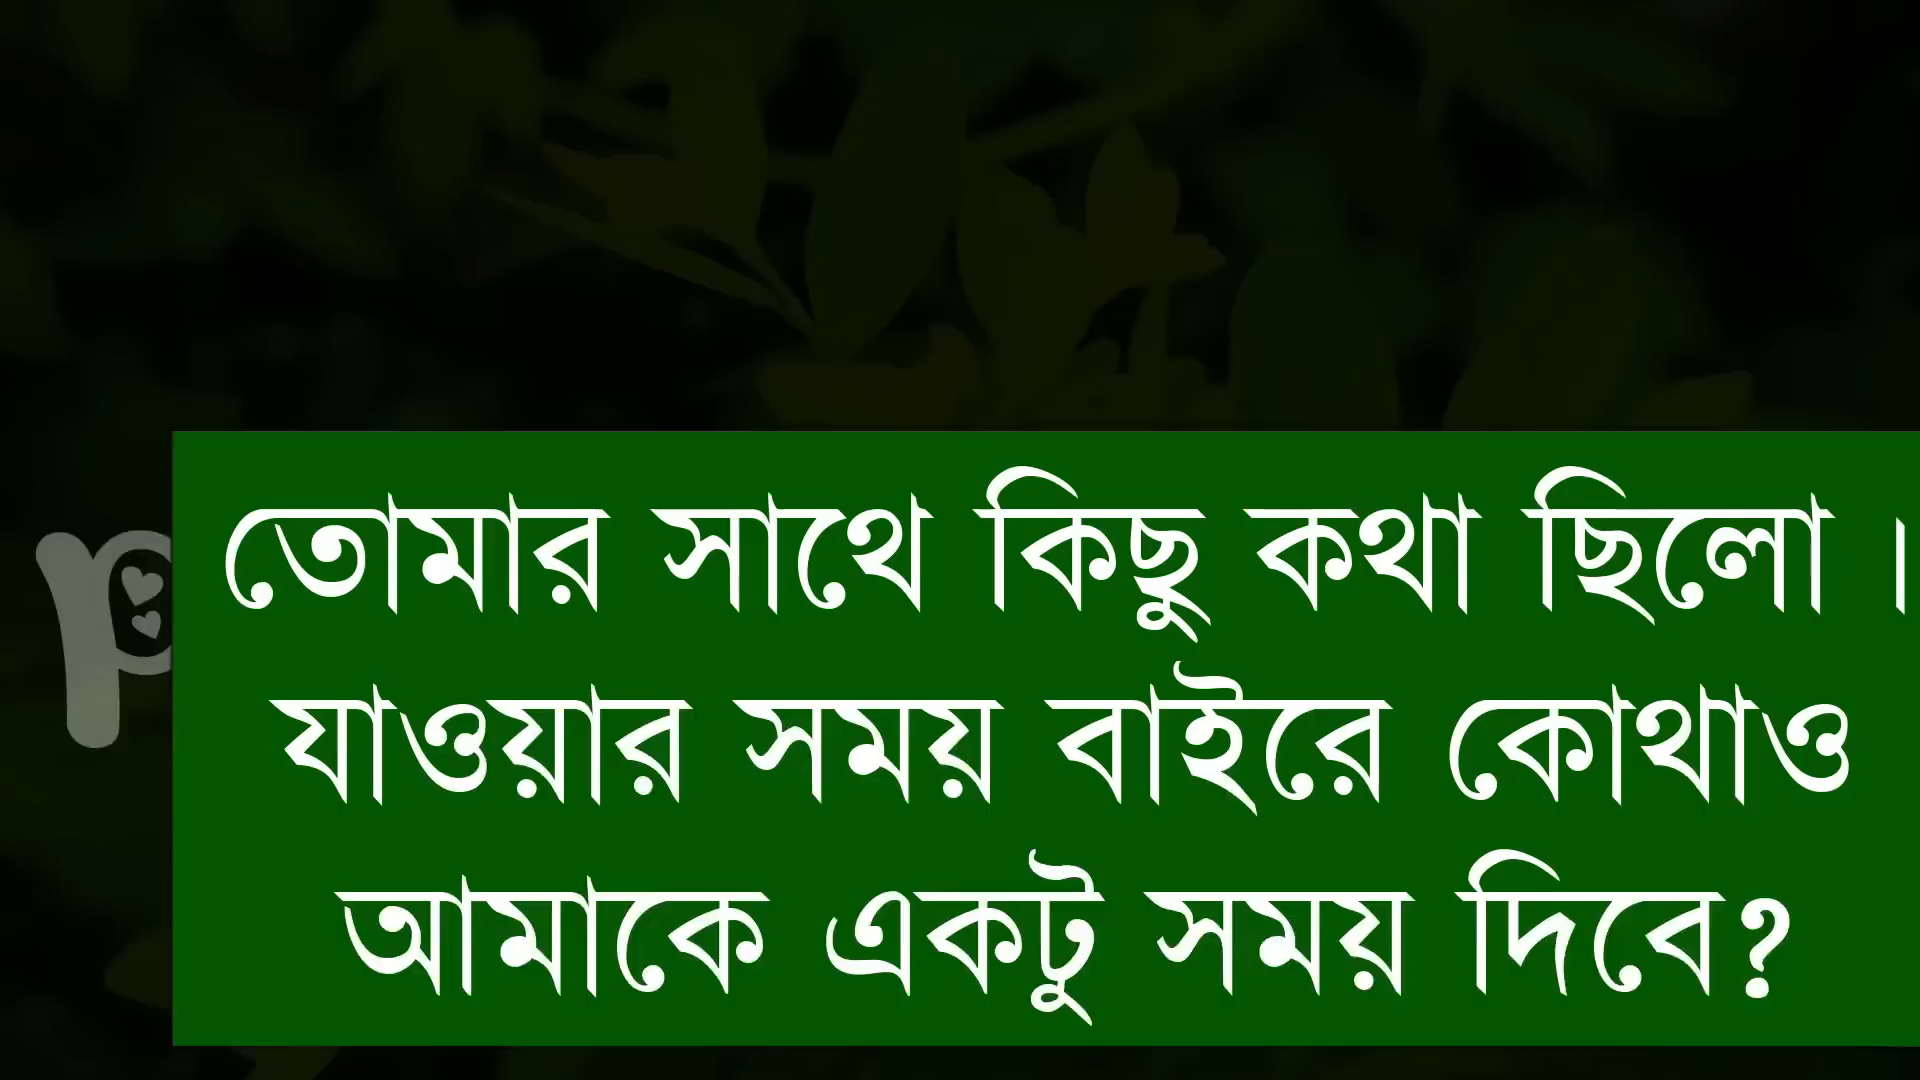 তোমার সাথে কিছু কথা ছিলো ।
যাওয়ার সময় বাইরে কোথাও
আমাকে একটু সময় দিবে?